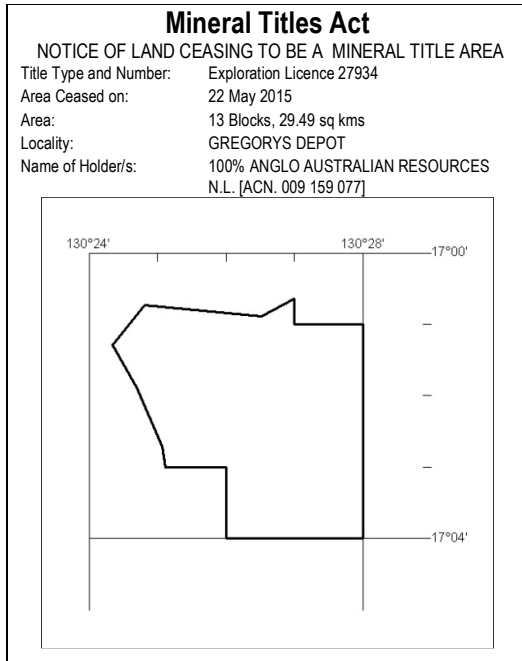 Mineral Titles Act
NOTICE OF LAND CEASING TO BE A MINERAL TITLE AREA
Title Type and Number: Exploration Licence 27934
Area Ceased on: 22 May 2015
Area: 13 Blocks, 29.49 sq kms
Locality: GREGORYS DEPOT
Name of Holder/s: 100% ANGLO AUSTRALIAN RESOURCES
N.L. [ACN. 009 159 077]
130°24' 130°28'
17°00'
17°04'